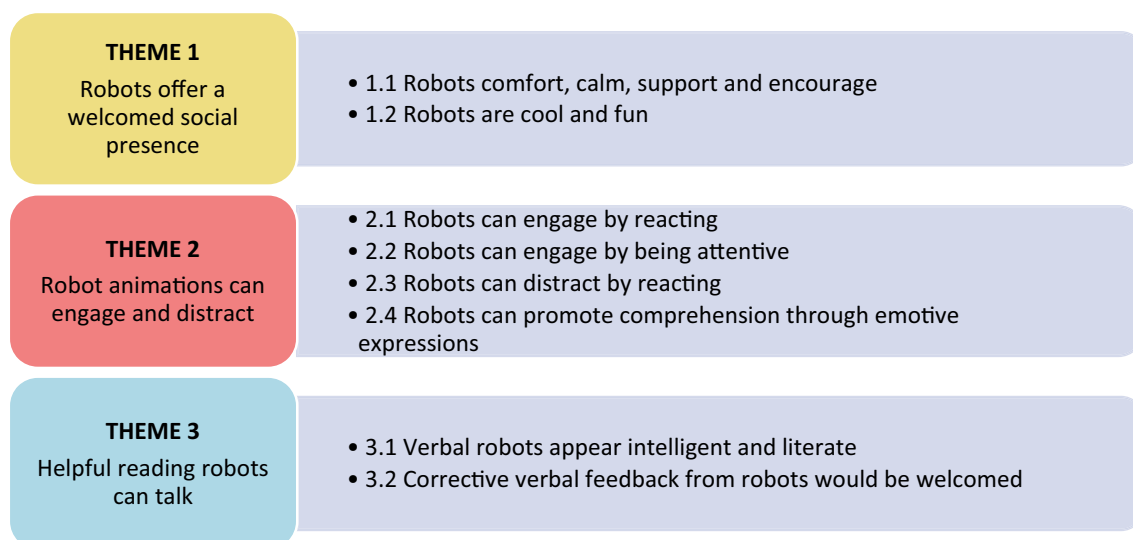 THEME 1
Robots offer a
welcomed social
presence
• 1.1 Robots comfort, calm, support and encourage
• 1.2 Robots are cool and fun
THEME 2
Robot animations can
engage and distract
• 2.1 Robots can engage by reacting
• 2.2 Robots can engage by being attentive
• 2.3 Robots can distract by reacting
• 2.4 Robots can promote comprehension through emotive
expressions
THEME 3
Helpful reading robots
can talk
• 3.1 Verbal robots appear intelligent and literate
• 3.2 Corrective verbal feedback from robots would be welcomed